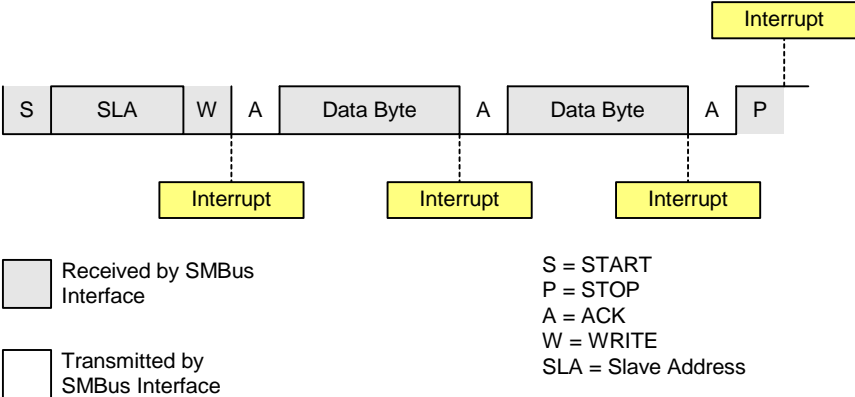 Interrupt
S SLA W A Data Byte A Data Byte A P
Interrupt Interrupt Interrupt
Received by SMBus
Interface
Transmitted by
SMBus Interface
S = START
P = STOP
A = ACK
W = WRITE
SLA = Slave Address